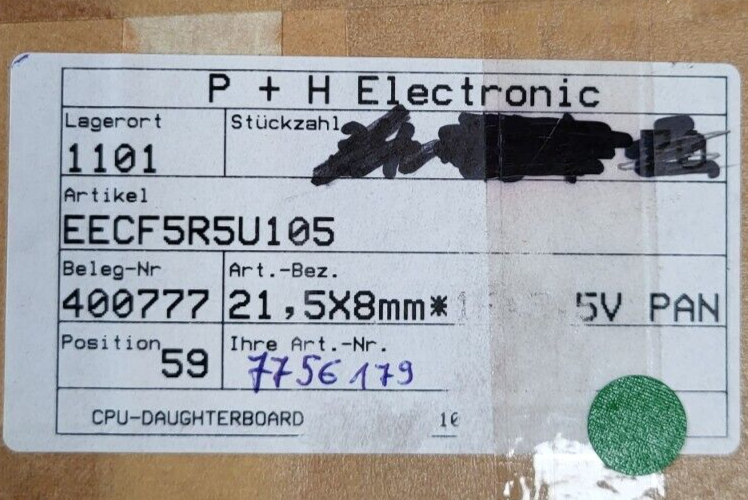 P + H Electronic
Lagerort Stückzahl
1101
Artikel
EECF5R5U105
Beleg-Nr Art.-Bez.
400777 21,5X8mm* 5V PAN
Position Ihre Art.-Nr.
59 7756179
CPU-DAUGHTERBOARD